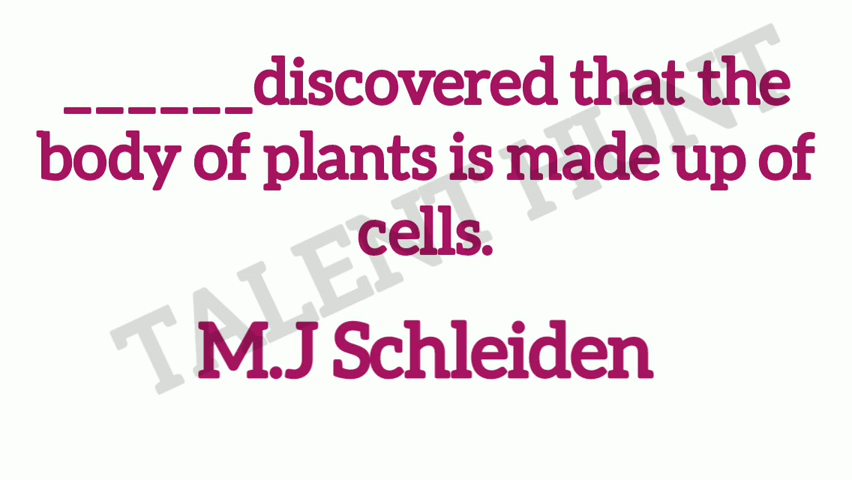 ______discovered that the
body of plants is made up of
cells.
TALENT HUNT
M.J Schleiden